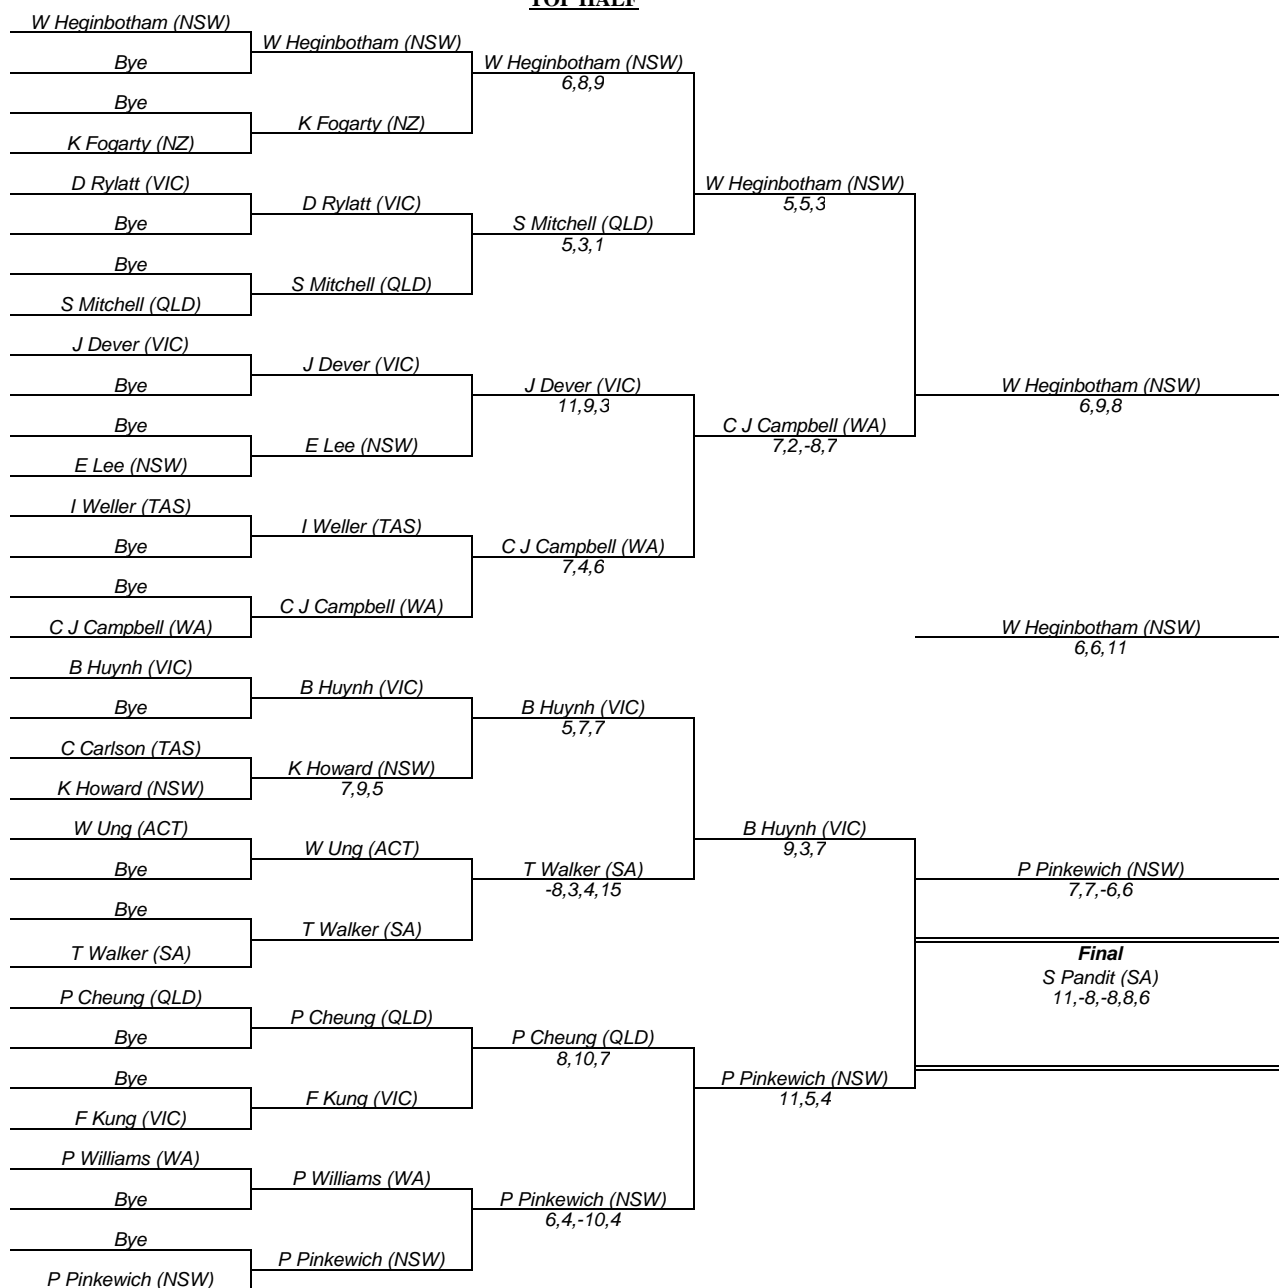 TOP HALF
W Heginbotham (NSW)
Bye
Bye
K Fogarty (NZ)
D Rylatt (VIC)
Bye
Bye
S Mitchell (QLD)
J Dever (VIC)
Bye
Bye
E Lee (NSW)
I Weller (TAS)
Bye
Bye
C J Campbell (WA)
B Huynh (VIC)
Bye
C Carlson (TAS)
K Howard (NSW)
W Ung (ACT)
Bye
Bye
T Walker (SA)
P Cheung (QLD)
Bye
Bye
F Kung (VIC)
P Williams (WA)
Bye
Bye
P Pinkewich (NSW)
W Heginbotham (NSW)
K Fogarty (NZ)
D Rylatt (VIC)
S Mitchell (QLD)
J Dever (VIC)
E Lee (NSW)
I Weller (TAS)
C J Campbell (WA)
B Huynh (VIC)
K Howard (NSW)
7,9,5
W Ung (ACT)
T Walker (SA)
P Cheung (QLD)
F Kung (VIC)
P Williams (WA)
P Pinkewich (NSW)
W Heginbotham (NSW)
6,8,9
S Mitchell (QLD)
5,3,1
J Dever (VIC)
11,9,3
C J Campbell (WA)
7,4,6
B Huynh (VIC)
5,7,7
T Walker (SA)
-8,3,4,15
P Cheung (QLD)
8,10,7
P Pinkewich (NSW)
6,4,-10,4
W Heginbotham (NSW)
5,5,3
C J Campbell (WA)
7,2,-8,7
B Huynh (VIC)
9,3,7
P Pinkewich (NSW)
11,5,4
W Heginbotham (NSW)
6,9,8
W Heginbotham (NSW)
6,6,11
P Pinkewich (NSW)
7,7,-6,6
Final
S Pandit (SA)
11,-8,-8,8,6